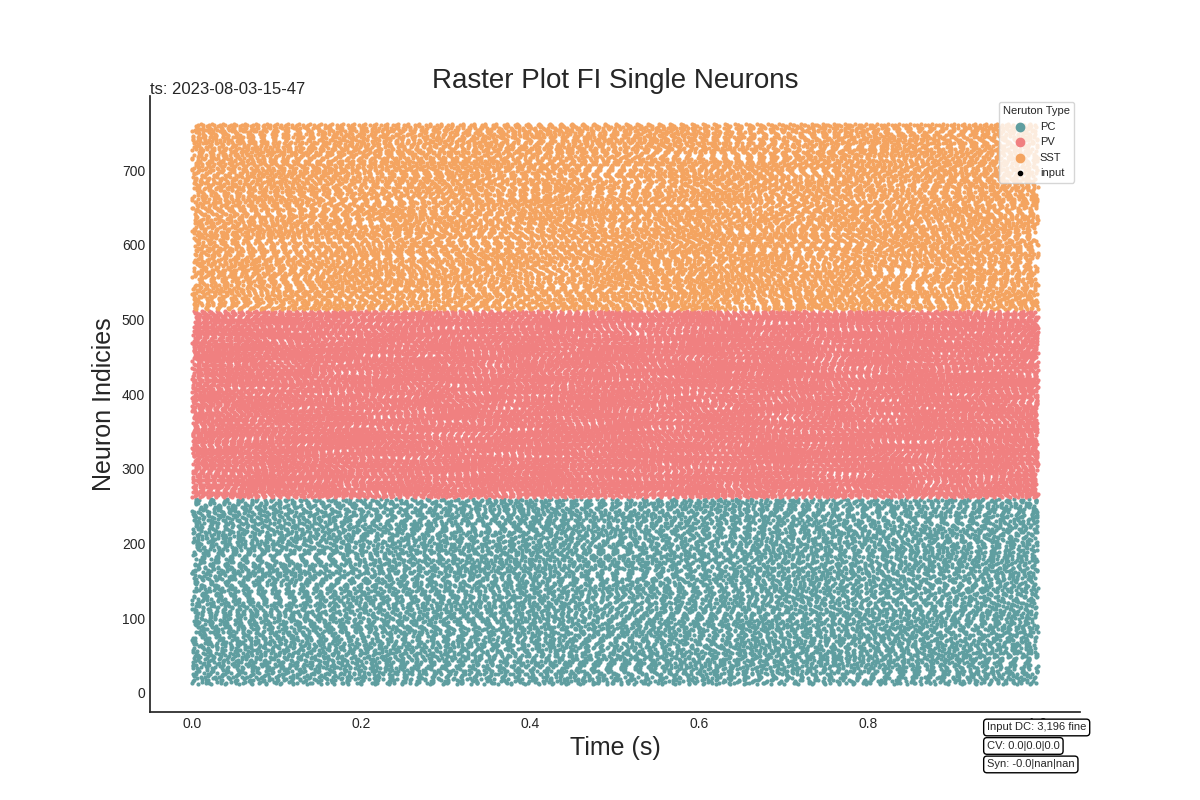 Raster Plot FI Single Neurons
ts: 2023-08-03-15-47
Neruton Type
PC
PV
SST
input
Neuron Indicies
700
600
500
400
300
200
100
0
0.0
0.2
0.4
0.6
0.8
Time (s)
Input DC: 3,196 fine
CV: 0.0|0.0|0.0
Syn: -0.0|nan|nan